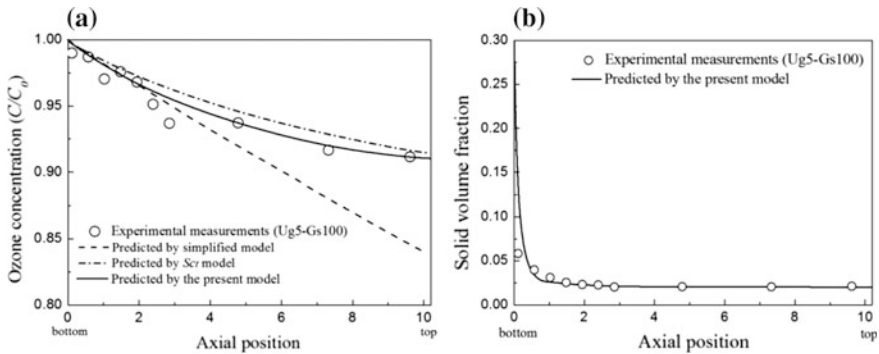 (a)
1.00
0.95
0.90
0.85
0.80
Ozone concentration (C/C0)
Experimental measurements (Ug5-Gs100)
Predicted by simplified model
Predicted by Sct model
Predicted by the present model
0 2 4 6 8 10
bottom top
Axial position
(b)
0.30
0.25
0.20
0.15
0.10
0.05
0.00
Solid volume fraction
Experimental measurements (Ug5-Gs100)
Predicted by the present model
0 2 4 6 8 10
bottom top
Axial position